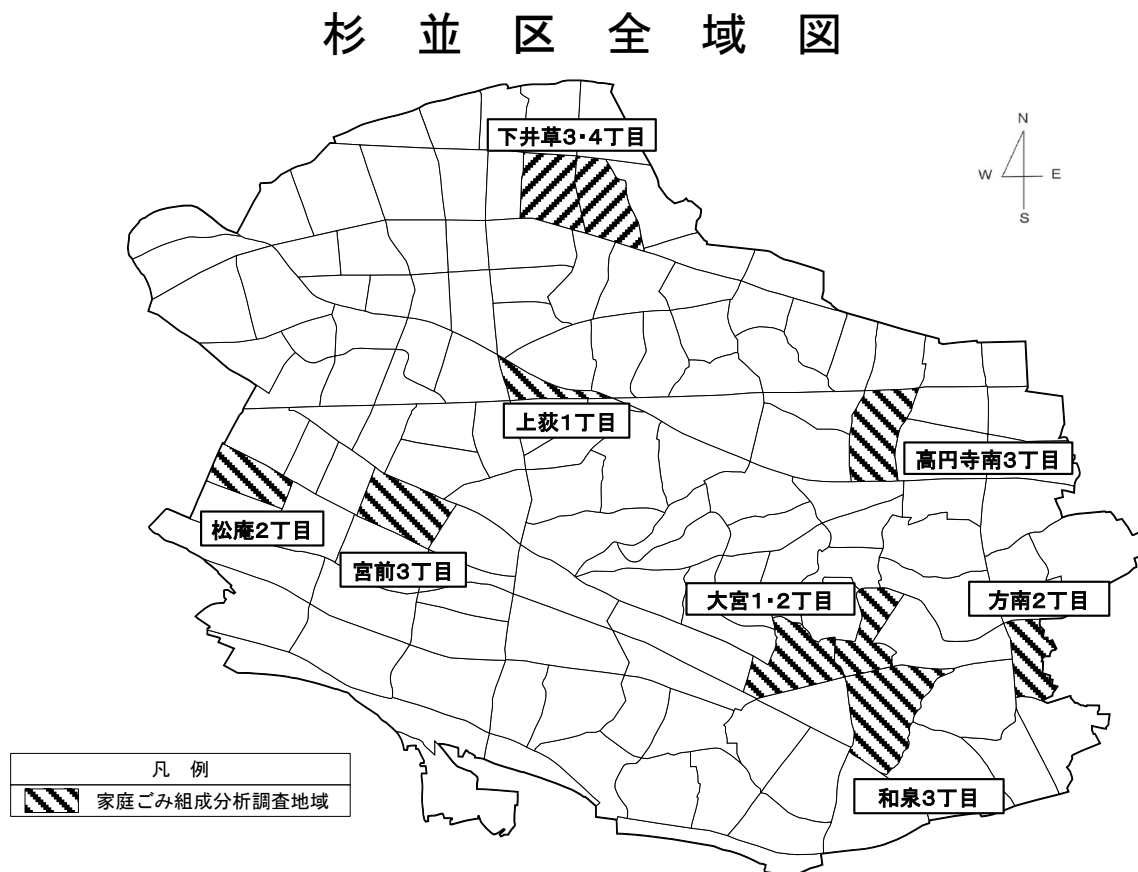 杉並区全域図
下井草3・4丁目
N
W E
S
上荻1丁目
高円寺南3丁目
松庵2丁目
宮前3丁目
大宮1・2丁目
方南2丁目
和泉3丁目
凡 例
家庭ごみ組成分析調査地域